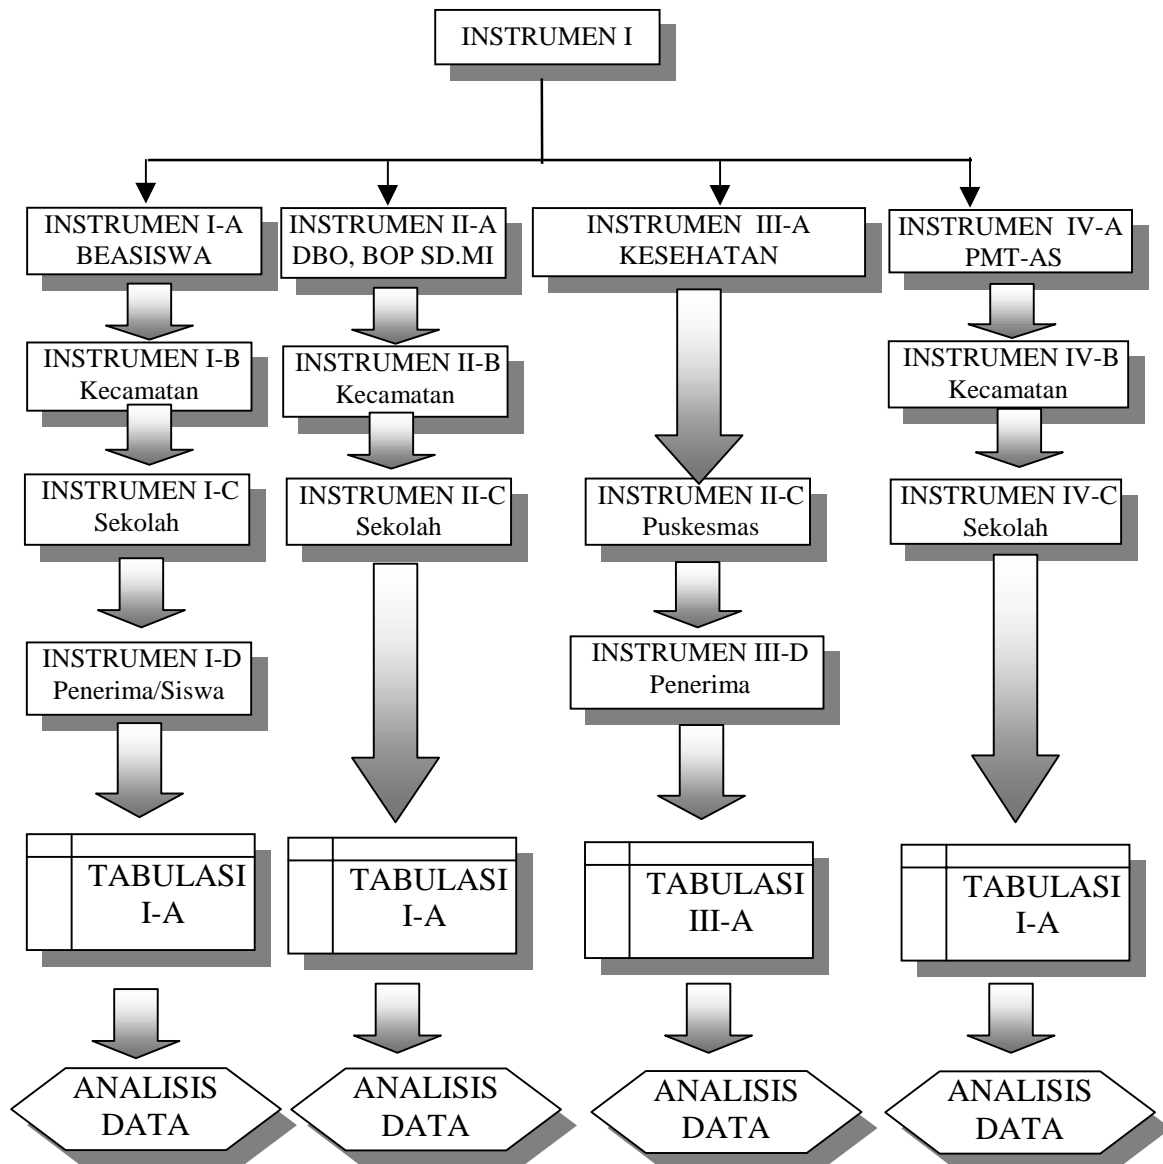 INSTRUMEN I
INSTRUMEN I-A
BEASISWA
INSTRUMEN II-A
DBO, BOP SD.MI
INSTRUMEN III-A
KESEHATAN
INSTRUMEN IV-A
PMT-AS
INSTRUMEN I-B
Kecamatan
INSTRUMEN II-B
Kecamatan
INSTRUMEN IV-B
Kecamatan
INSTRUMEN I-C
Sekolah
INSTRUMEN II-C
Sekolah
INSTRUMEN II-C
Puskesmas
INSTRUMEN IV-C
Sekolah
INSTRUMEN I-D
Penerima/Siswa
INSTRUMEN III-D
Penerima
TABULASI
I-A
TABULASI
I-A
TABULASI
III-A
TABULASI
I-A
ANALISIS
DATA
ANALISIS
DATA
ANALISIS
DATA
ANALISIS
DATA